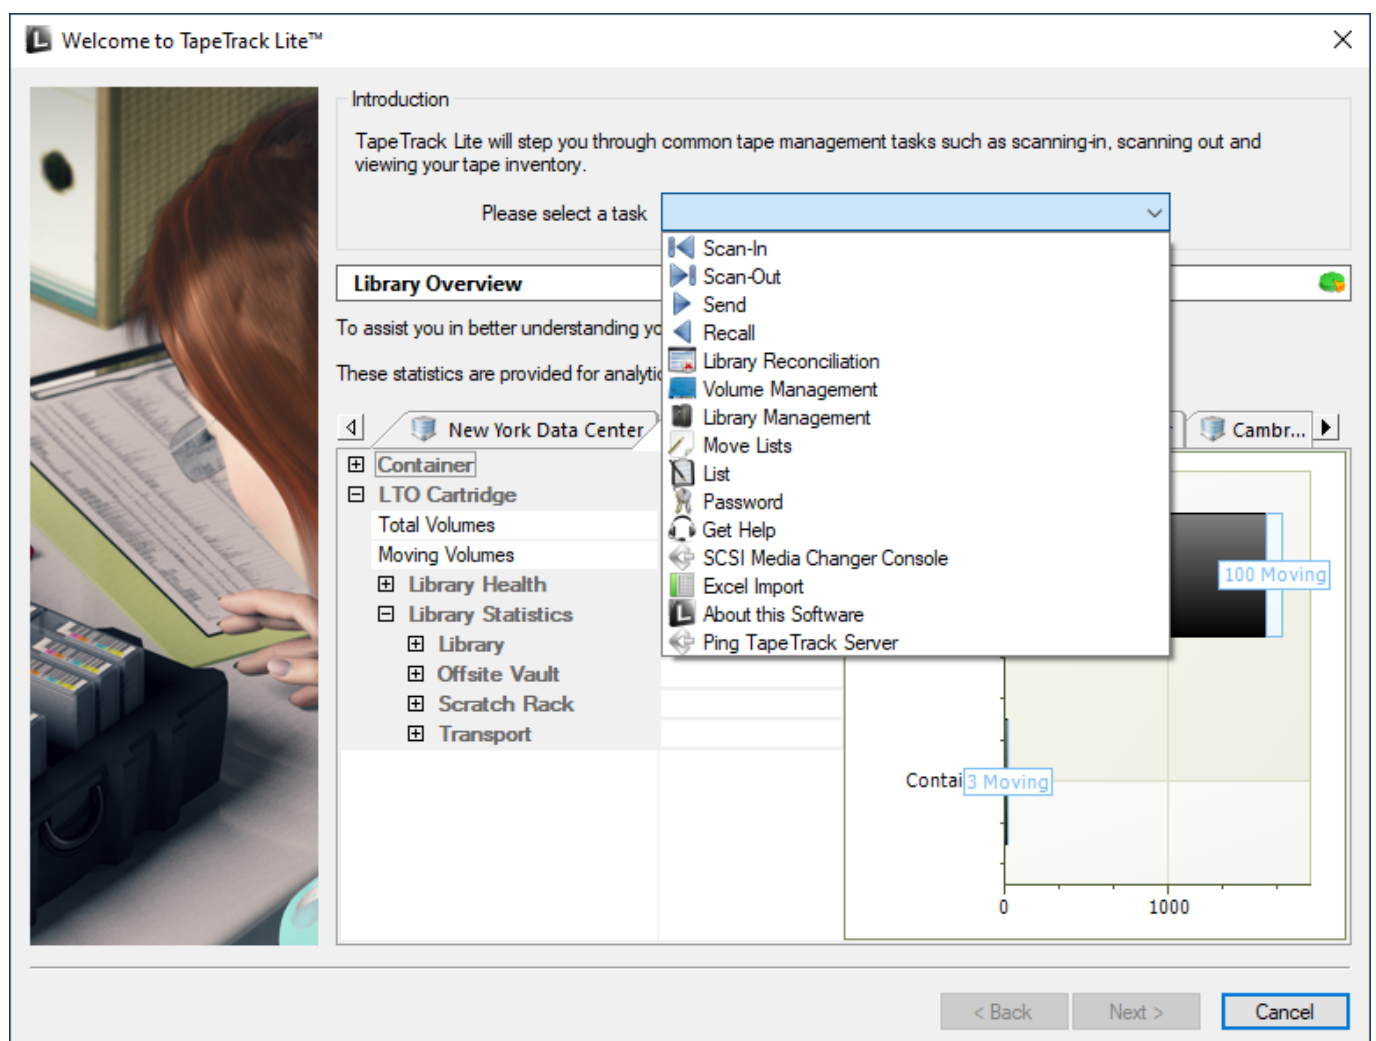 Welcome to TapeTrack Lite™
Introduction
TapeTrack Lite will step you through common tape management tasks such as scanning-in, scanning out and
viewing your tape inventory.
Please select a task
Scan-In
Scan-Out
Send
Recall
Library Reconciliation
Volume Management
Library Management
Move Lists
List
Password
Get Help
SCSI Media Changer Console
Excel Import
About this Software
Ping TapeTrack Server
Library Overview
To assist you in better understanding
These statistics are provided for
New York Data Center
Cambr...
Container
LTO Cartridge
Total Volumes
Moving Volumes
Library Health
Library Statistics
Library
Offsite Vault
Scratch Rack
Transport
100 Moving
Contai
3 Moving
0
1000
< Back
Next >
Cancel